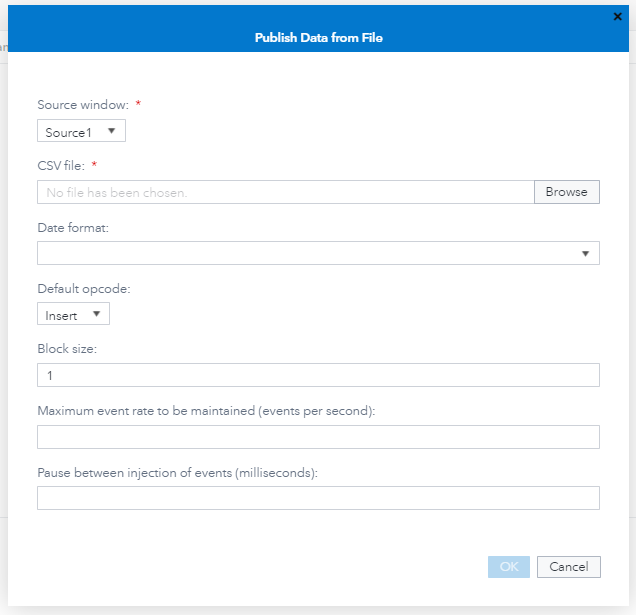 Publish Data from File
Source window: *
Source1
CSV file: *
No file has been chosen.
Browse
Date format:
Default opcode:
Insert
Block size:
1
Maximum event rate to be maintained (events per second):
Pause between injection of events (milliseconds):
OK
Cancel